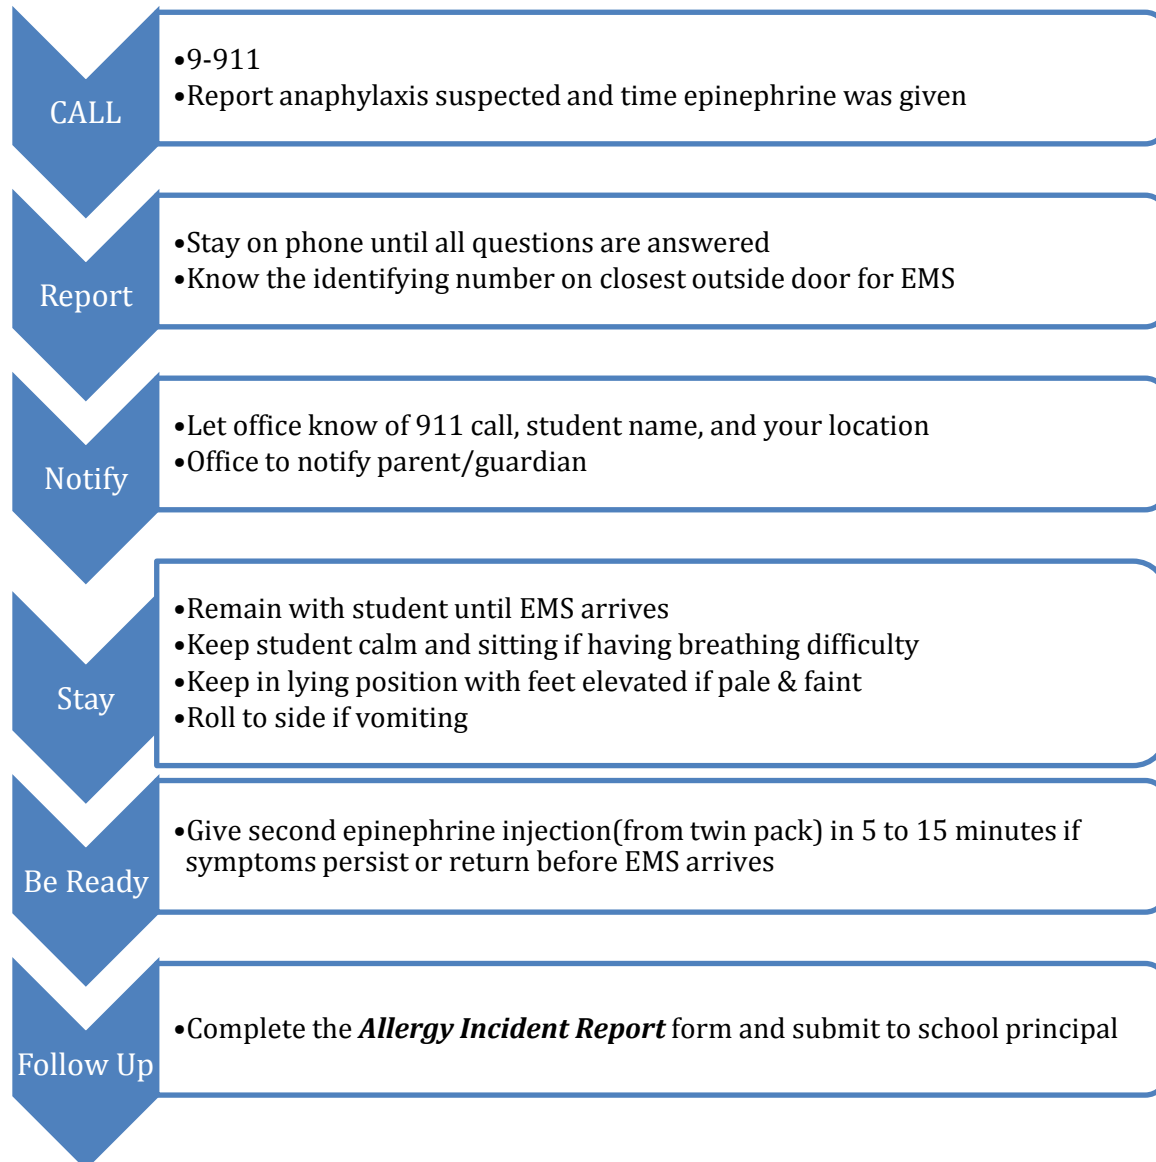 CALL
•9-911
•Report anaphylaxis suspected and time epinephrine was given
Report
•Stay on phone until all questions are answered
•Know the identifying number on closest outside door for EMS
Notify
•Let office know of 911 call, student name, and your location
•Office to notify parent/guardian
Stay
•Remain with student until EMS arrives
•Keep student calm and sitting if having breathing difficulty
•Keep in lying position with feet elevated if pale & faint
•Roll to side if vomiting
Be Ready
•Give second epinephrine injection(from twin pack) in 5 to 15 minutes if
symptoms persist or return before EMS arrives
Follow Up
•Complete the Allergy Incident Report form and submit to school principal